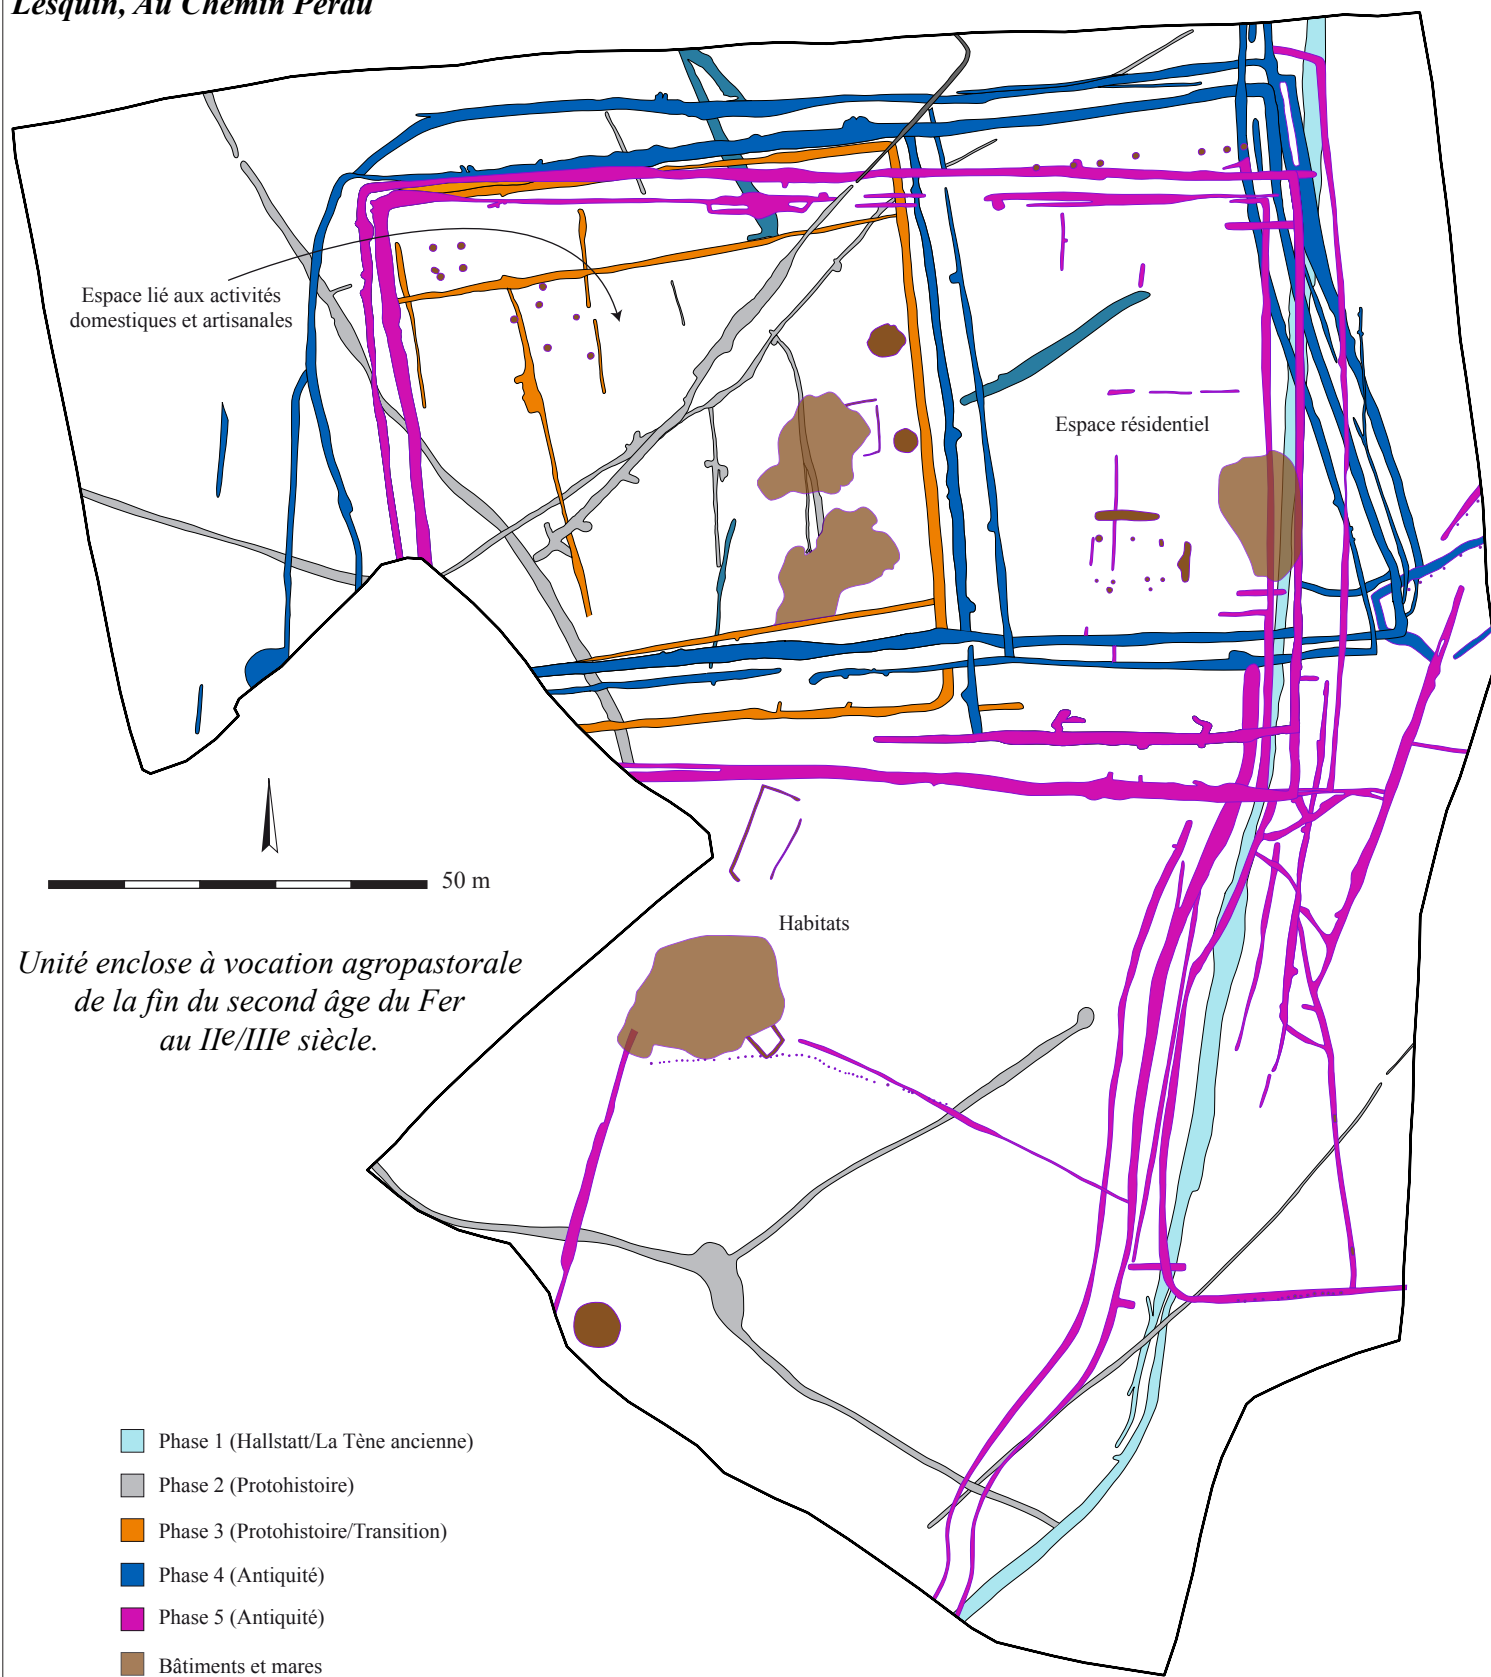 Lesquin, Au Chemin Perdu
Espace lié aux activités
domestiques et artisanales
Espace résidentiel
50 m
Habitats
Unité enclose à vocation agropastorale
de la fin du second âge du Fer
au IIe/IIIe siècle.
Phase 1 (Hallstatt/La Tène ancienne)
Phase 2 (Protohistoire)
Phase 3 (Protohistoire/Transition)
Phase 4 (Antiquité)
Phase 5 (Antiquité)
Bâtiments et mares